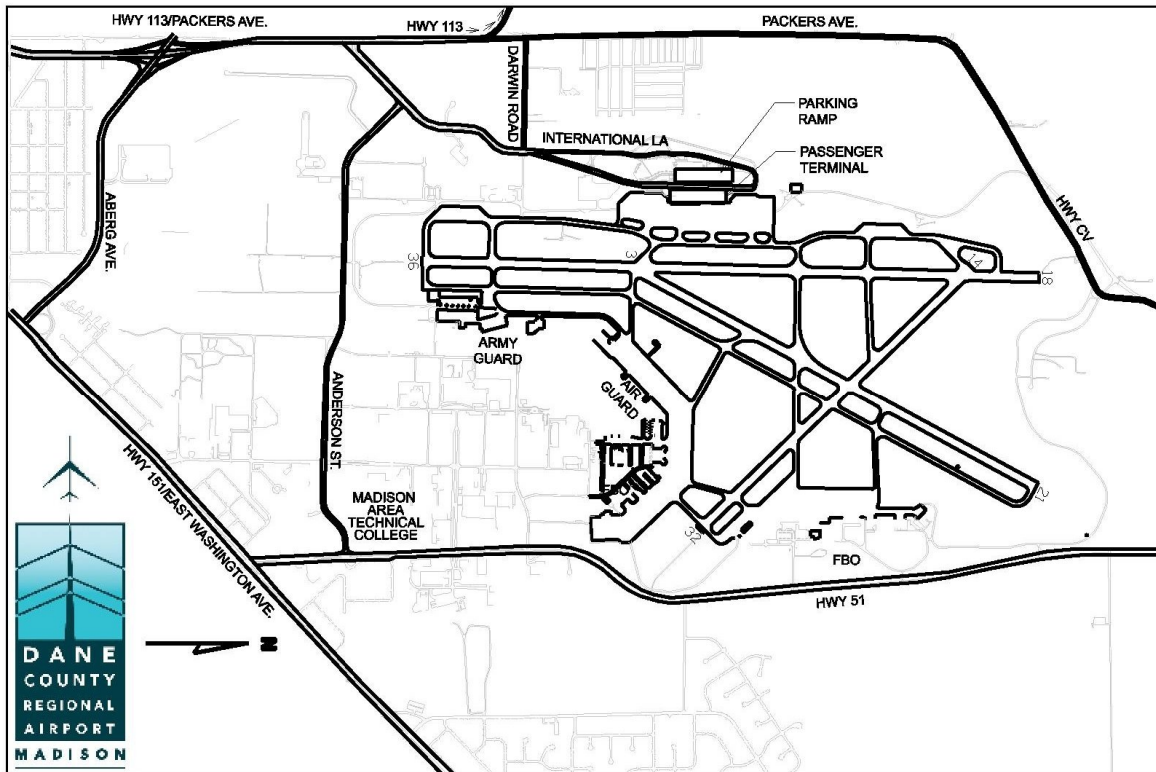 HWY 113/PACKERS AVE.
HWY 113
PACKERS AVE.
DARWIN ROAD
PARKING
RAMP
INTERNATIONAL LA
PASSENGER
TERMINAL
ABERG AVE.
HWY CV
36
3
14
18
ARMY
GUARD
AIR
GUARD
ANDERSON ST.
MADISON
AREA
TECHNICAL
COLLEGE
FBO
21
32
FBO
HWY 51
HWY 151/EAST WASHINGTON AVE.
N
DANE
COUNTY
REGIONAL
AIRPORT
MADISON